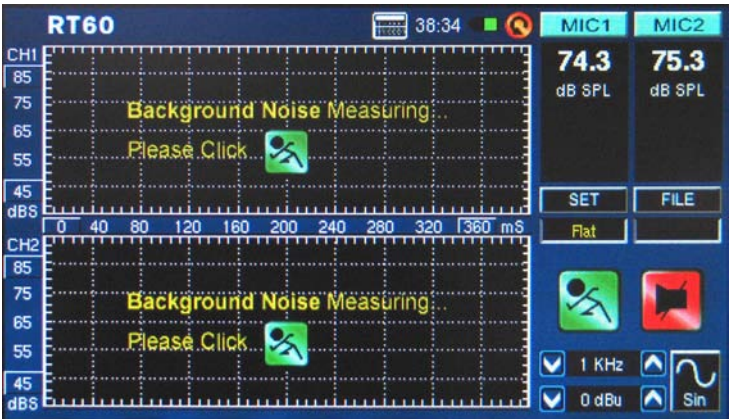 RT60
38:34
MIC1
MIC2
CH1
85
75
65
55
45
dBS
Background Noise Measuring...
Please Click
74.3
dB SPL
75.3
dB SPL
SET
FILE
Flat
0 40 80 120 160 200 240 280 320 360 mS
CH2
85
75
65
55
45
dBS
Background Noise Measuring...
Please Click
1 KHz
0 dBu
Sin